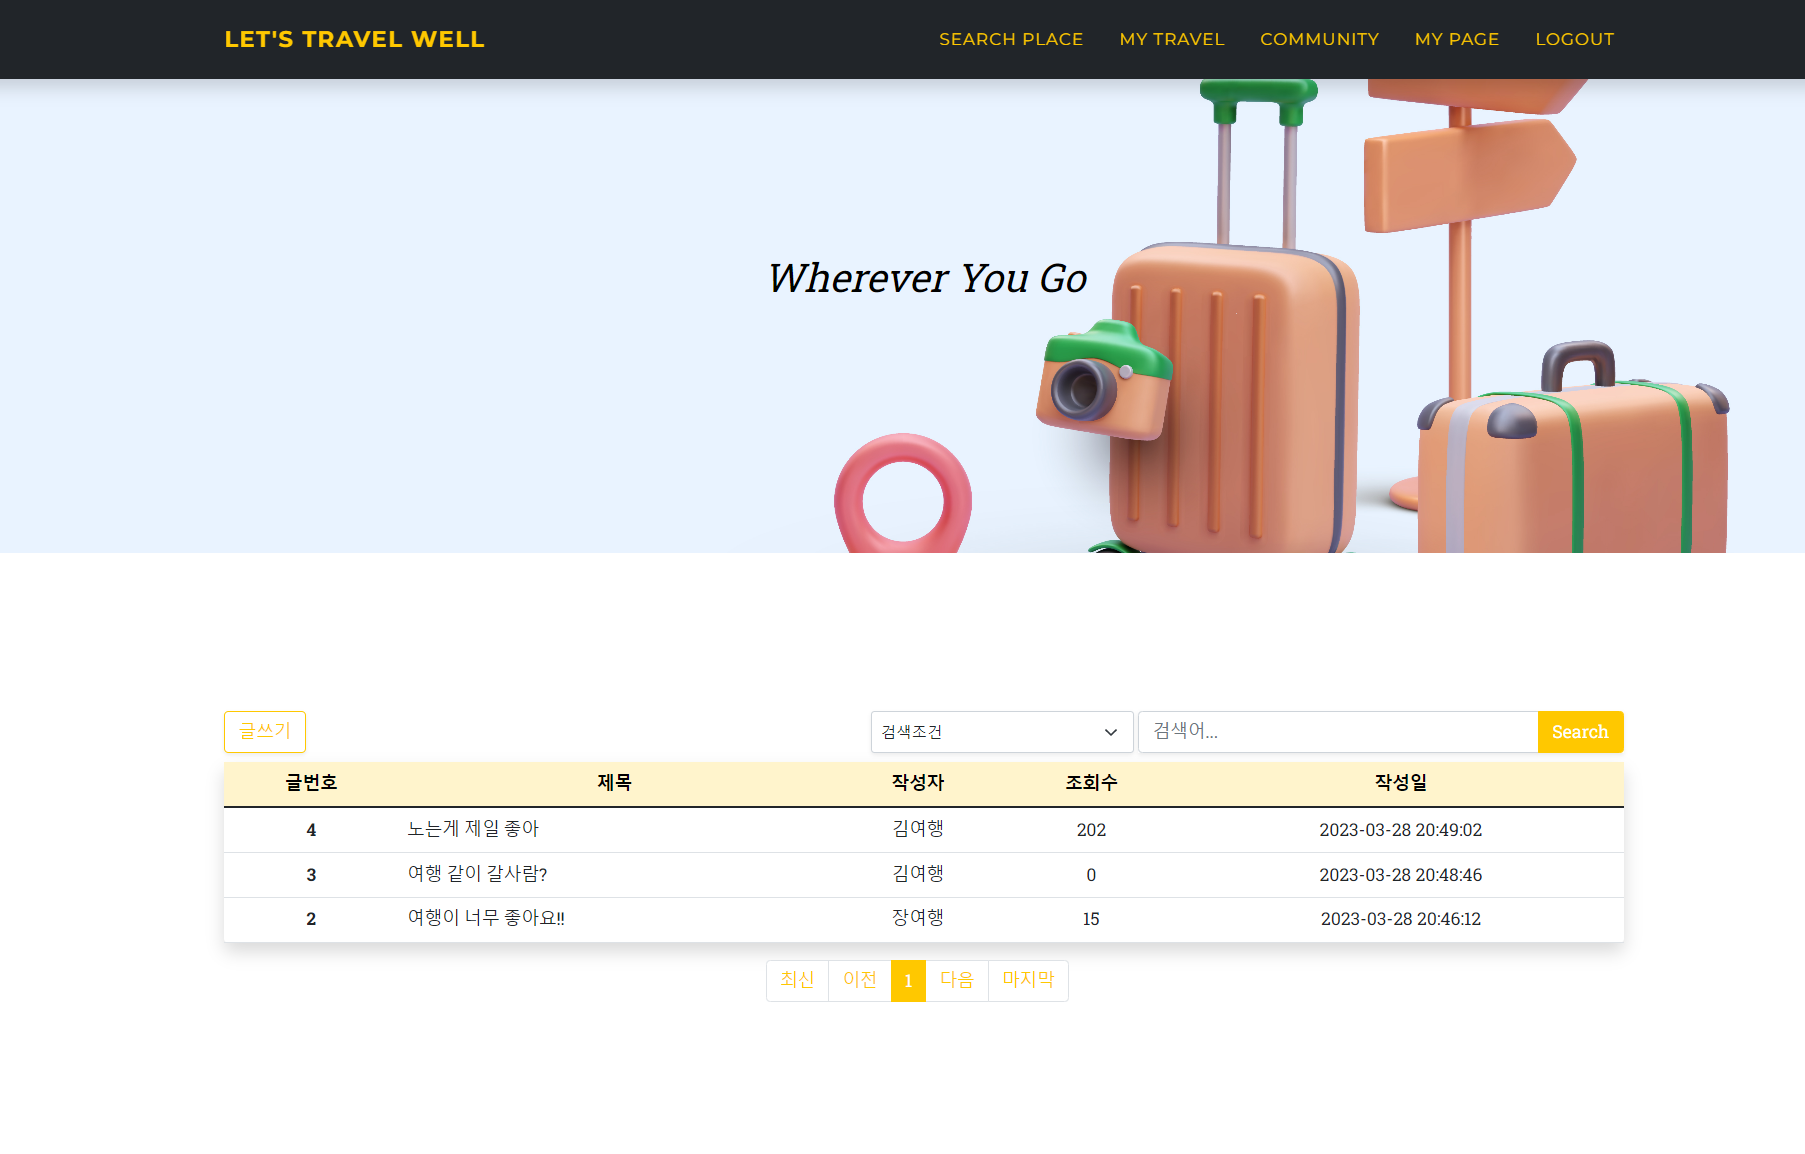 LET'S TRAVEL WELL SEARCH PLACE MY TRAVEL COMMUNITY MY PAGE LOGOUT
Wherever You Go
글쓰기 검색조건 검색어... Search
글번호 제목 작성자 조회수 작성일
4 노는게 제일 좋아 김여행 202 2023-03-28 20:49:02
3 여행 같이 갈사람? 김여행 0 2023-03-28 20:48:46
2 여행이 너무 좋아요!! 장여행 15 2023-03-28 20:46:12
최신 이전 1 다음 마지막